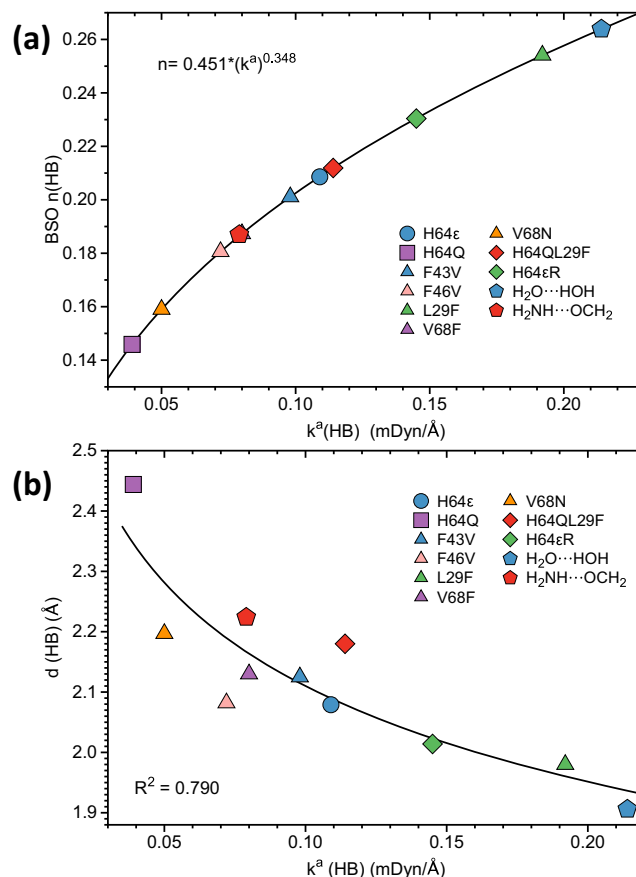 (a)
n= 0.451*(kᵃ)⁰·³⁴⁸
BSO n(HB)
0.26
0.24
0.22
0.20
0.18
0.16
0.14
H64ε
H64Q
F43V
F46V
L29F
V68F
V68N
H64QL29F
H64εR
H₂O···HOH
H₂NH···OCH₂
0.05 0.10 0.15 0.20
kᵃ(HB) (mDyn/Å)
(b)
d (HB) (Å)
2.5
2.4
2.3
2.2
2.1
2.0
1.9
H64ε
H64Q
F43V
F46V
L29F
V68F
V68N
H64QL29F
H64εR
H₂O···HOH
H₂NH···OCH₂
R² = 0.790
0.05 0.10 0.15 0.20
kᵃ (HB) (mDyn/Å)